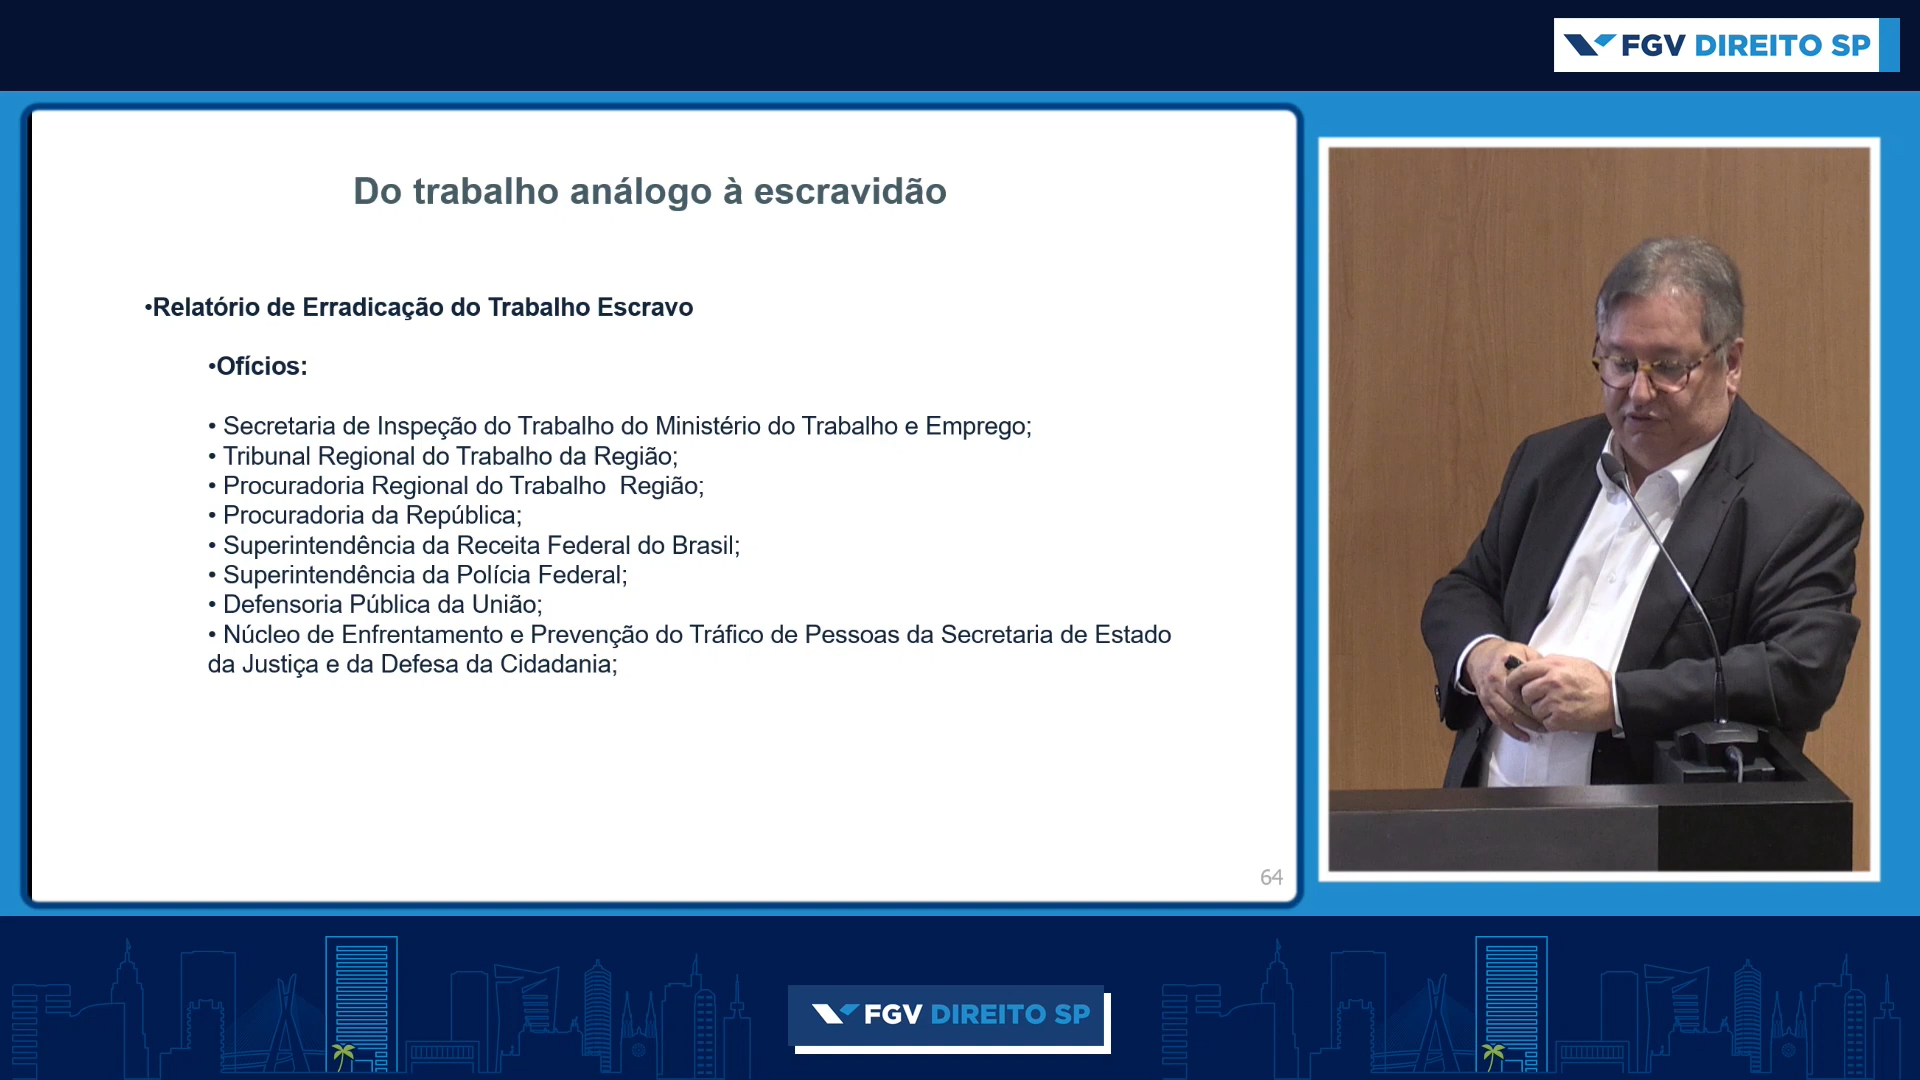 FGV DIREITO SP
Do trabalho análogo à escravidão
•Relatório de Erradicação do Trabalho Escravo
•Ofícios:
• Secretaria de Inspeção do Trabalho do Ministério do Trabalho e Emprego;
• Tribunal Regional do Trabalho da Região;
• Procuradoria Regional do Trabalho  Região;
• Procuradoria da República;
• Superintendência da Receita Federal do Brasil;
• Superintendência da Polícia Federal;
• Defensoria Pública da União;
• Núcleo de Enfrentamento e Prevenção do Tráfico de Pessoas da Secretaria de Estado
da Justiça e da Defesa da Cidadania;
64
FGV DIREITO SP